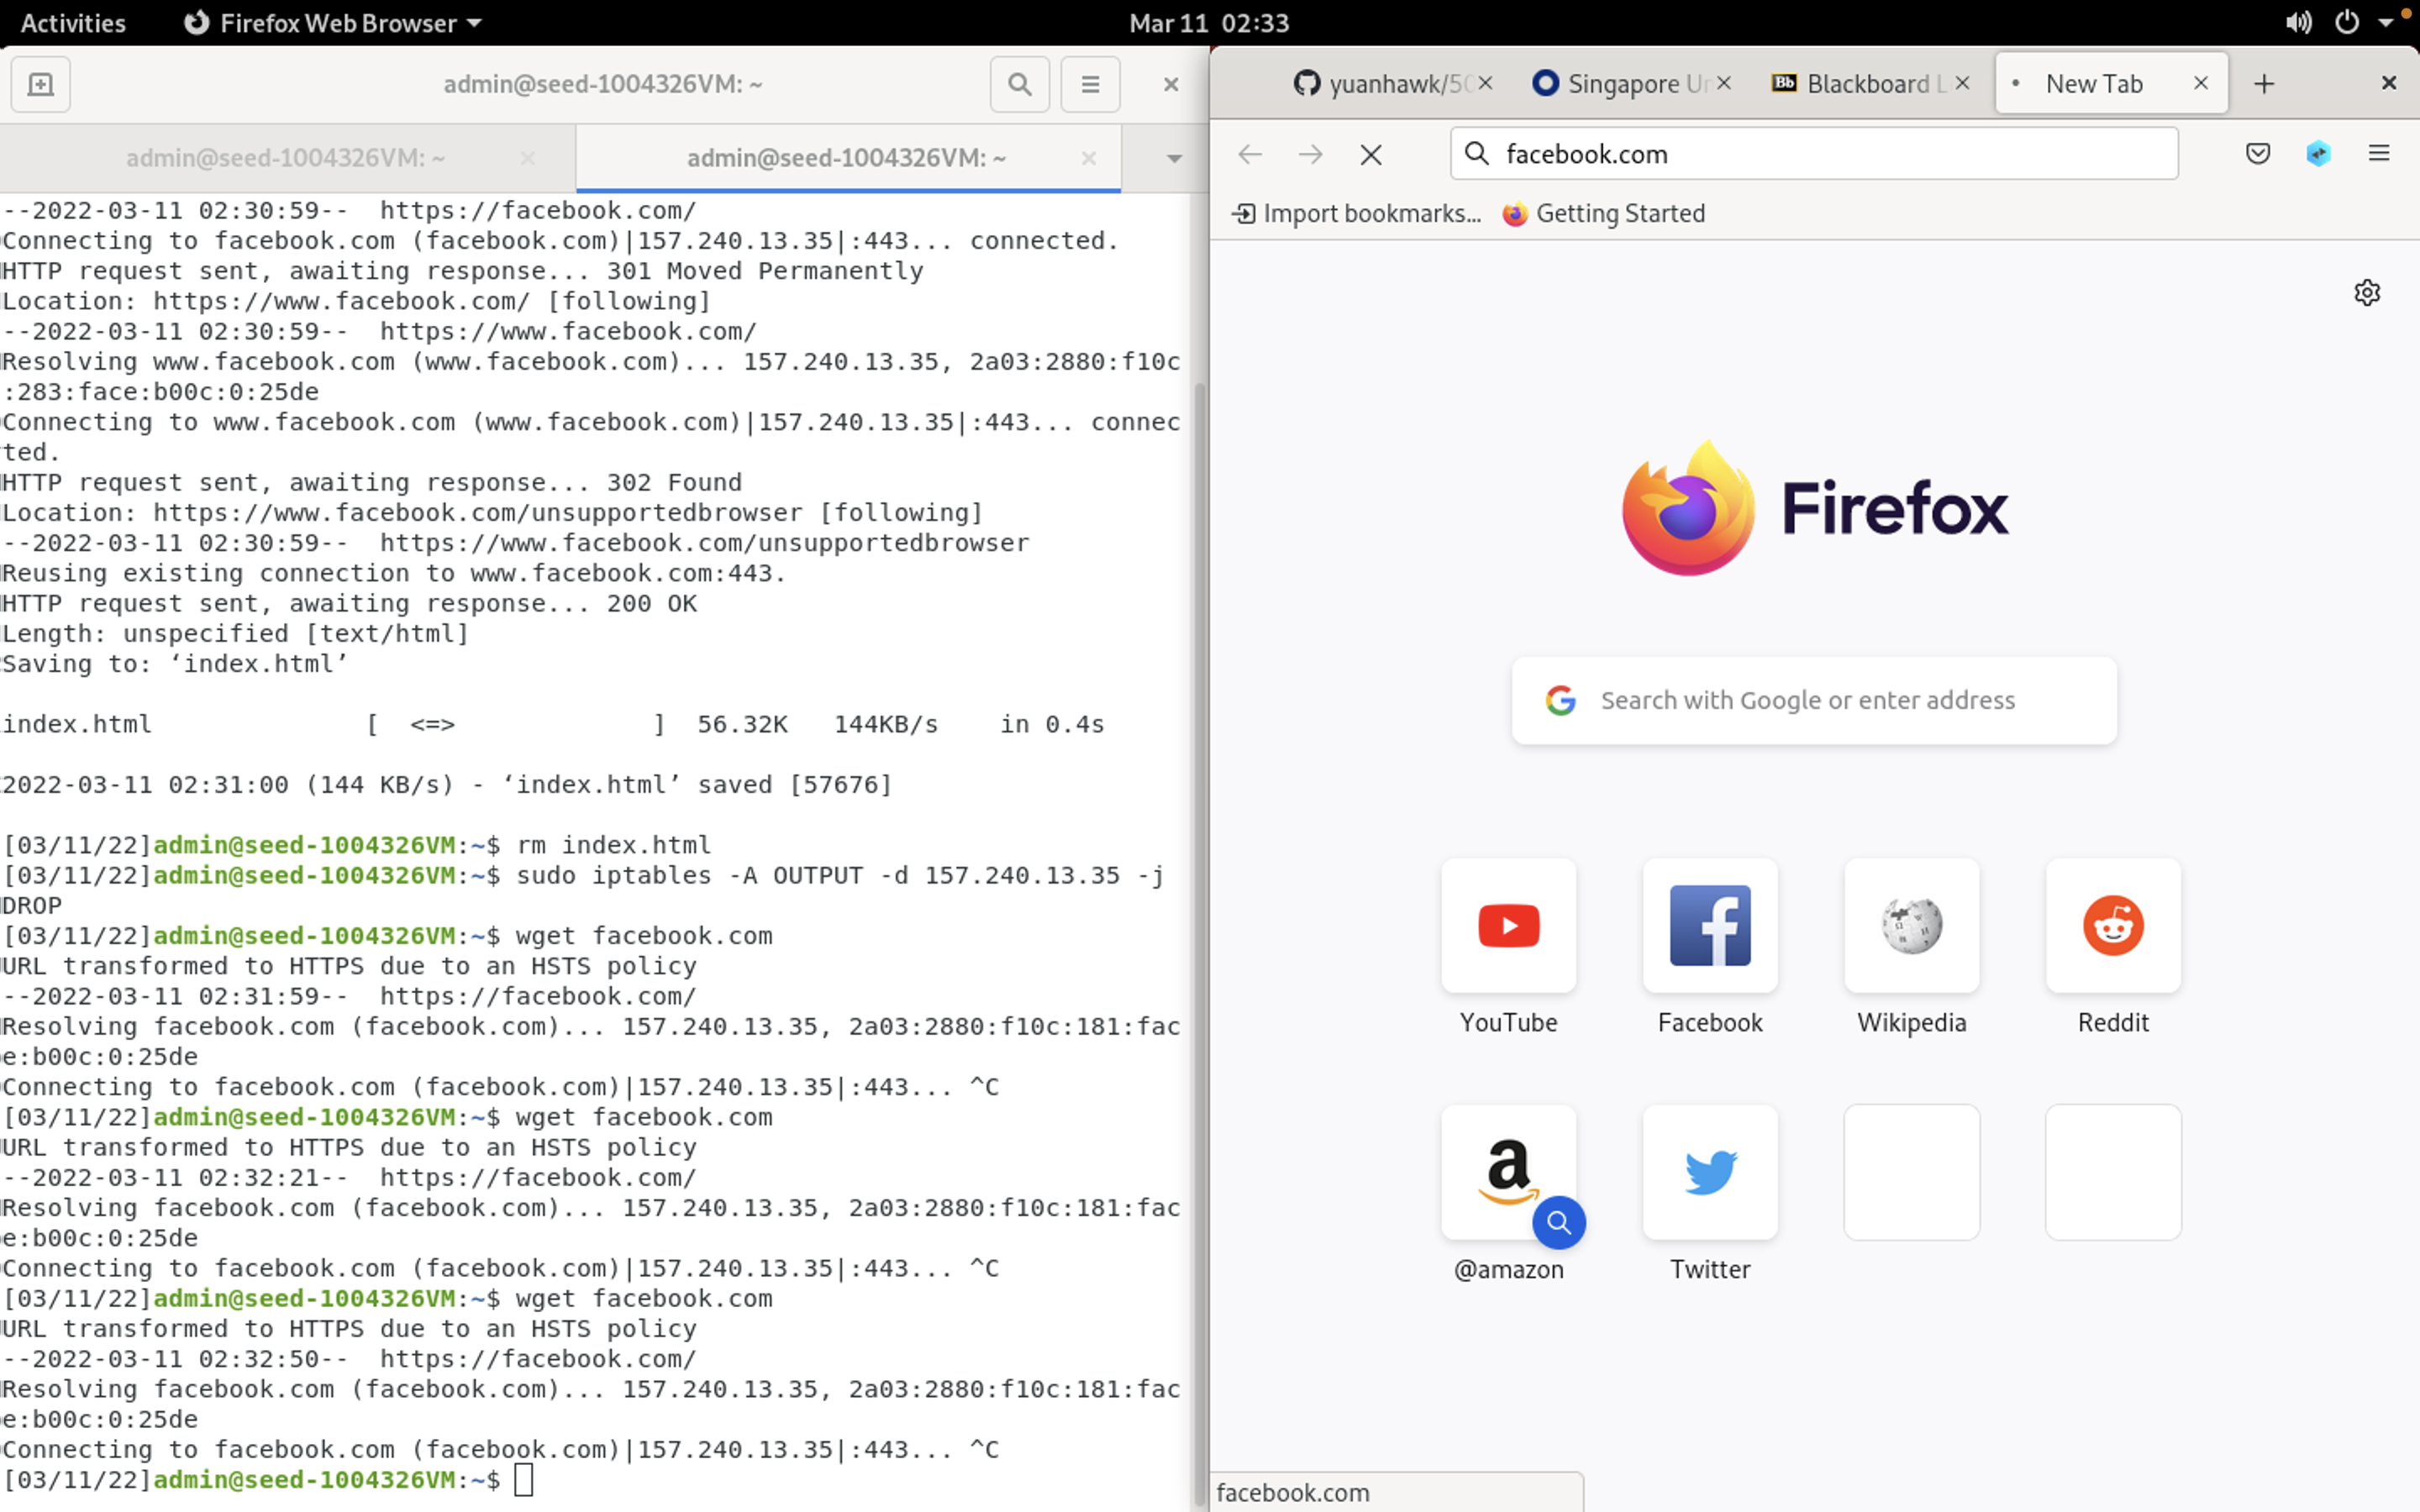 Activities Firefox Web Browser Mar 11 02:33
admin@seed-1004326VM: ~
admin@seed-1004326VM: ~ admin@seed-1004326VM: ~
--2022-03-11 02:30:59-- https://facebook.com/
Connecting to facebook.com (facebook.com)|157.240.13.35|:443... connected.
HTTP request sent, awaiting response... 301 Moved Permanently
Location: https://www.facebook.com/ [following]
--2022-03-11 02:30:59-- https://www.facebook.com/
Resolving www.facebook.com (www.facebook.com)... 157.240.13.35, 2a03:2880:f10c
:283:face:b00c:0:25de
Connecting to www.facebook.com (www.facebook.com)|157.240.13.35|:443... connec
ted.
HTTP request sent, awaiting response... 302 Found
Location: https://www.facebook.com/unsupportedbrowser [following]
--2022-03-11 02:30:59-- https://www.facebook.com/unsupportedbrowser
Reusing existing connection to www.facebook.com:443.
HTTP request sent, awaiting response... 200 OK
Length: unspecified [text/html]
Saving to: ‘index.html’
index.html [ <=> ] 56.32K 144KB/s in 0.4s
2022-03-11 02:31:00 (144 KB/s) - ‘index.html’ saved [57676]
[03/11/22]admin@seed-1004326VM:~$ rm index.html
[03/11/22]admin@seed-1004326VM:~$ sudo iptables -A OUTPUT -d 157.240.13.35 -j
DROP
[03/11/22]admin@seed-1004326VM:~$ wget facebook.com
URL transformed to HTTPS due to an HSTS policy
--2022-03-11 02:31:59-- https://facebook.com/
Resolving facebook.com (facebook.com)... 157.240.13.35, 2a03:2880:f10c:181:fac
e:b00c:0:25de
Connecting to facebook.com (facebook.com)|157.240.13.35|:443... ^C
[03/11/22]admin@seed-1004326VM:~$ wget facebook.com
URL transformed to HTTPS due to an HSTS policy
--2022-03-11 02:32:21-- https://facebook.com/
Resolving facebook.com (facebook.com)... 157.240.13.35, 2a03:2880:f10c:181:fac
e:b00c:0:25de
Connecting to facebook.com (facebook.com)|157.240.13.35|:443... ^C
[03/11/22]admin@seed-1004326VM:~$ wget facebook.com
URL transformed to HTTPS due to an HSTS policy
--2022-03-11 02:32:50-- https://facebook.com/
Resolving facebook.com (facebook.com)... 157.240.13.35, 2a03:2880:f10c:181:fac
e:b00c:0:25de
Connecting to facebook.com (facebook.com)|157.240.13.35|:443... ^C
[03/11/22]admin@seed-1004326VM:~$
yuanhawk/50 Singapore Un Bb Blackboard L New Tab
facebook.com
Import bookmarks... Getting Started
Firefox
Search with Google or enter address
YouTube Facebook Wikipedia Reddit
@amazon Twitter
facebook.com